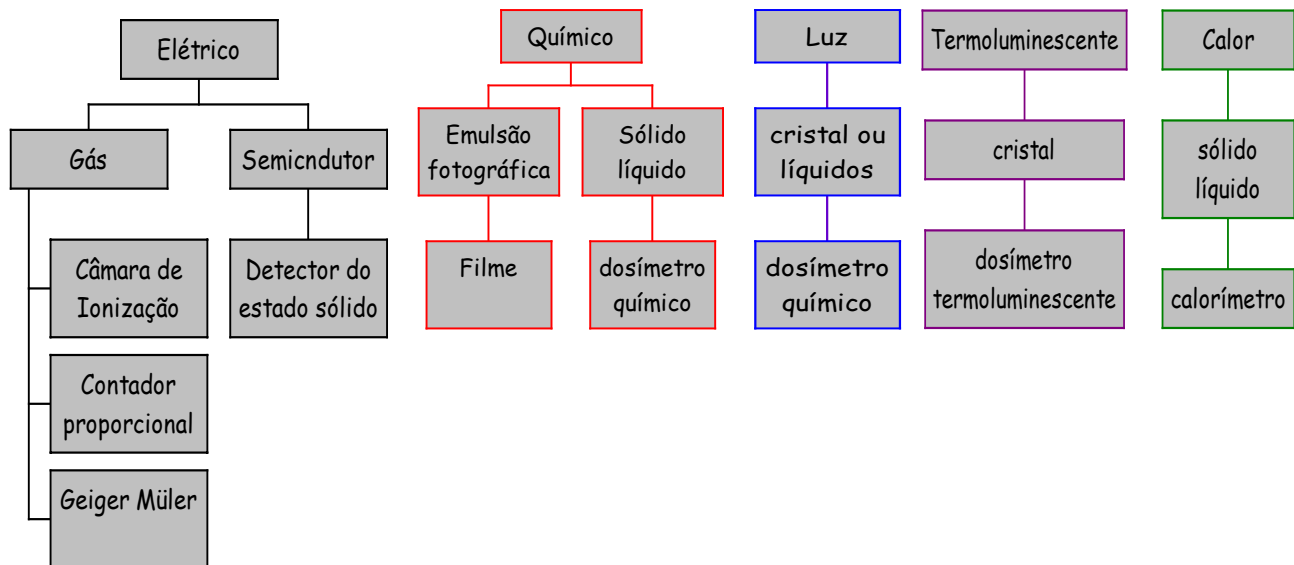 Elétrico
Gás
Semicndutor
Câmara de
Ionização
Detector do
estado sólido
Contador
proporcional
Geiger Müler
Químico
Emulsão
fotográfica
Sólido
líquido
Filme
dosímetro
químico
Luz
cristal ou
líquidos
dosímetro
químico
Termoluminescente
cristal
dosímetro
termoluminescente
Calor
sólido
líquido
calorímetro